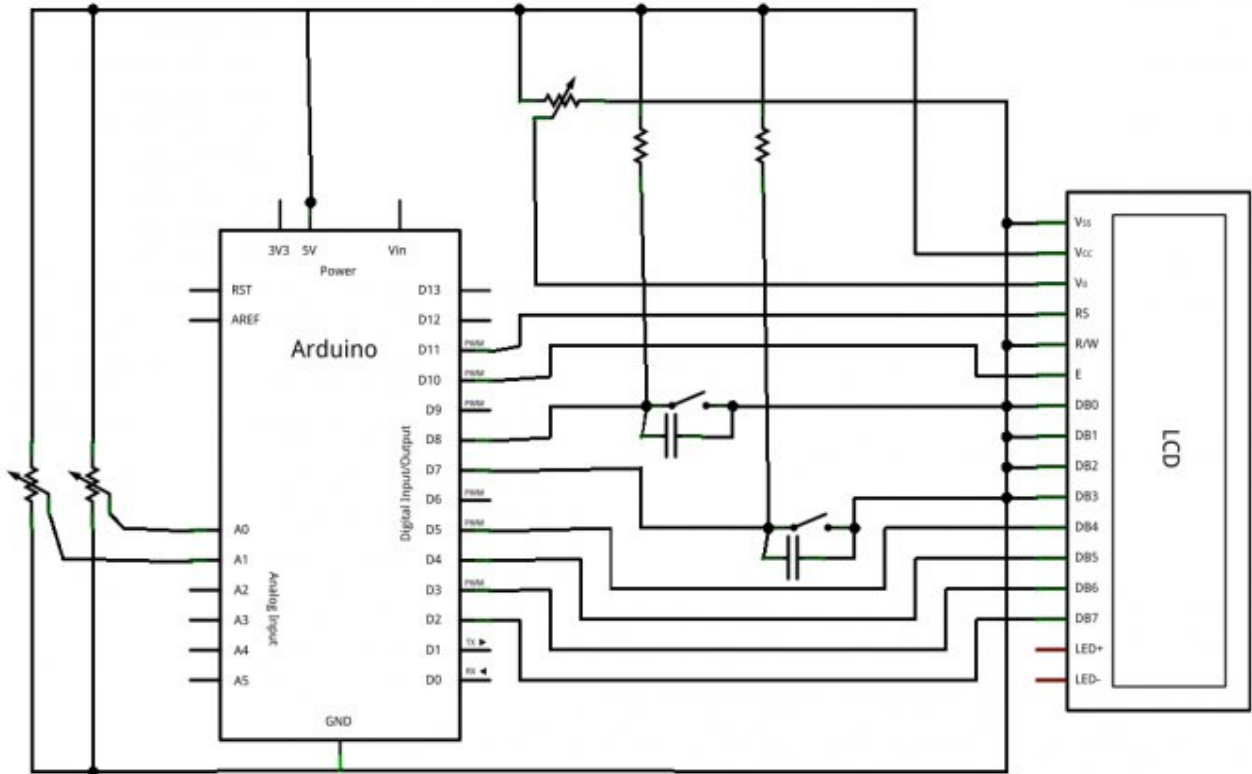 3V3 5V Vin
Power
RST
AREF
Arduino
D13
D12
D11 PWM
D10 PWM
D9 PWM
D8
D7
D6 PWM
D5 PWM
D4
D3 PWM
D2
D1 TX ▶
D0 RX ◀
Digital Input/Output
A0
A1
A2
A3
A4
A5
Analog Input
GND
Vss
Vcc
V0
RS
R/W
E
DB0
DB1
DB2
DB3
DB4
DB5
DB6
DB7
LED+
LED-
LCD